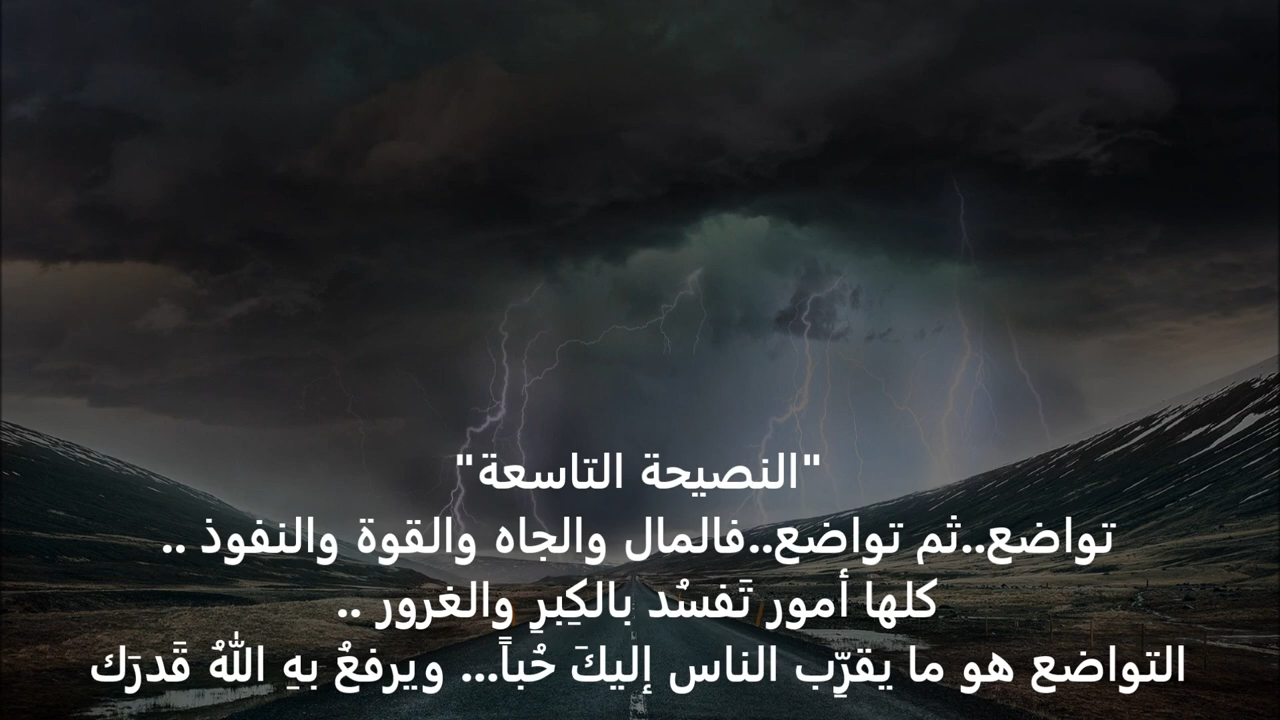 "النصيحة التاسعة"
تواضع..ثم تواضع..فالمال والجاه والقوة والنفوذ ..
كلها أمور تَفسُد بالكِبرِ والغرور ..
التواضع هو ما يقرِّب الناس إليكَ حُباً... ويرفعُ بهِ اللهُ قَدرَك